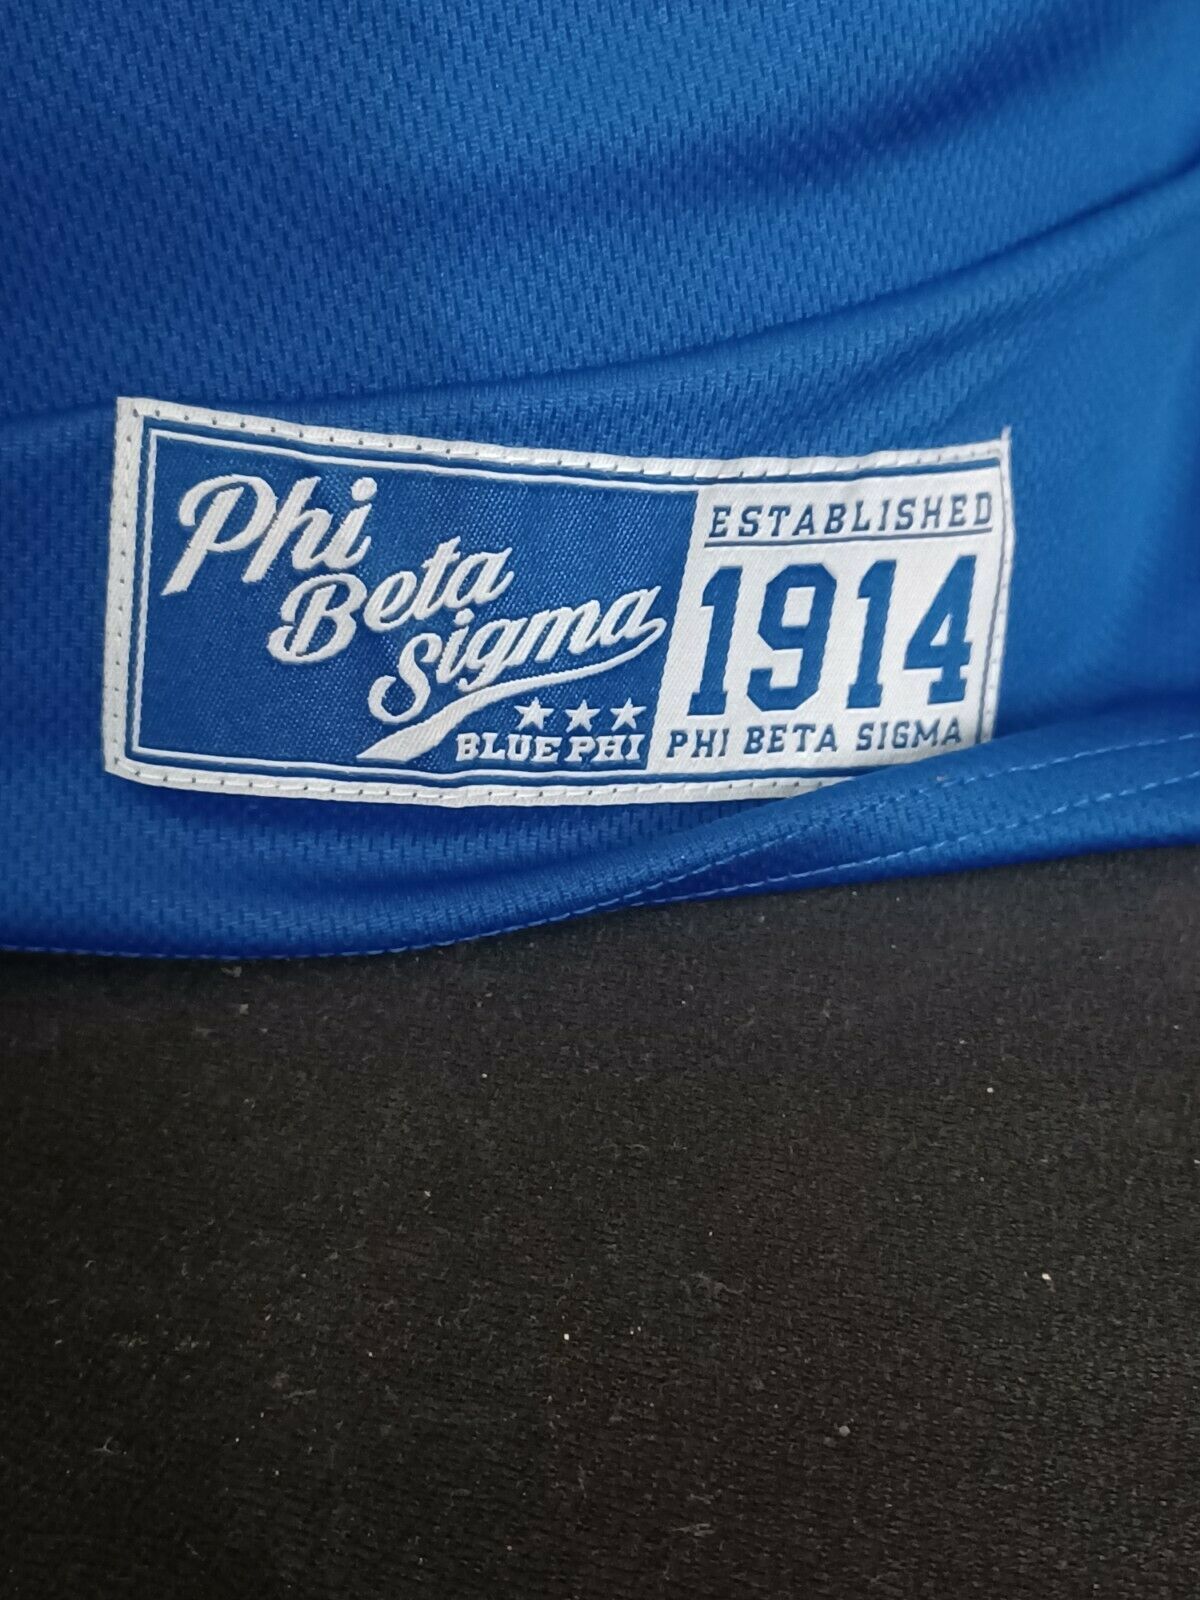 Phi
Beta
Sigma
BLUE PHI
ESTABLISHED
1914
PHI BETA SIGMA